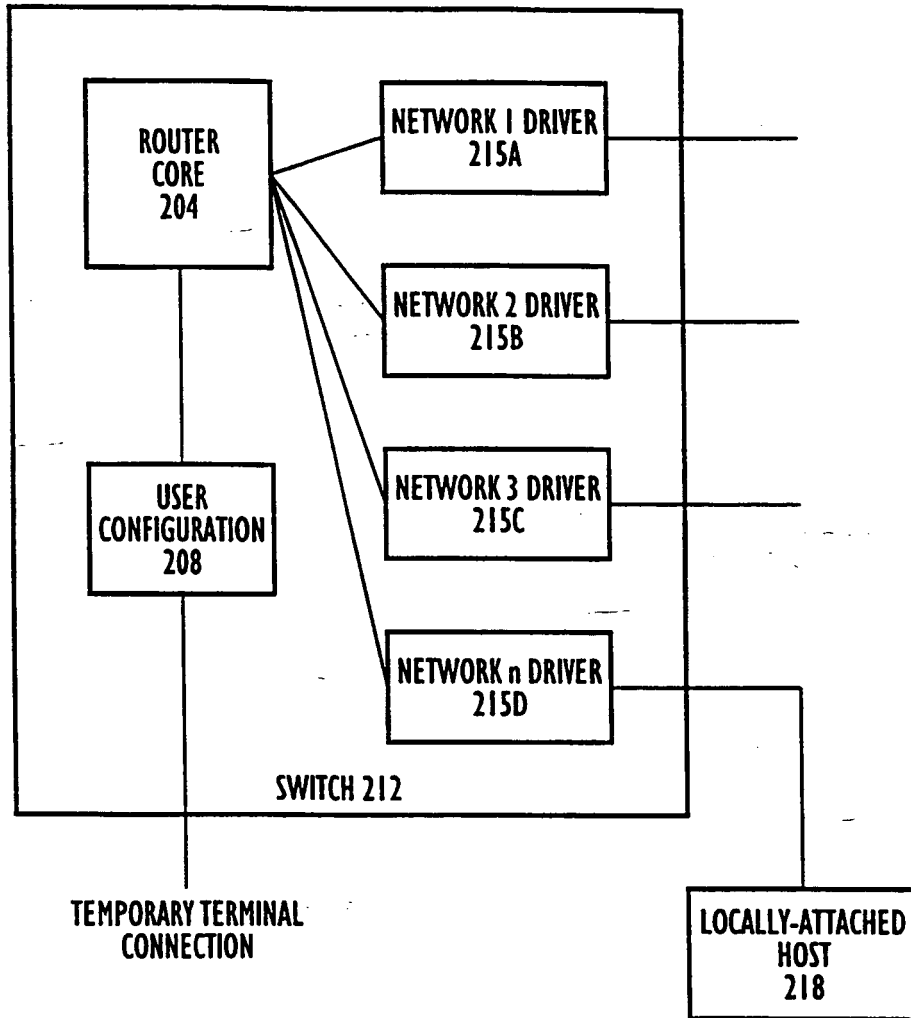 ROUTER
CORE
204
NETWORK 1 DRIVER
215A
NETWORK 2 DRIVER
215B
NETWORK 3 DRIVER
215C
NETWORK n DRIVER
215D
USER
CONFIGURATION
208
SWITCH 212
TEMPORARY TERMINAL
CONNECTION
LOCALLY-ATTACHED
HOST
218